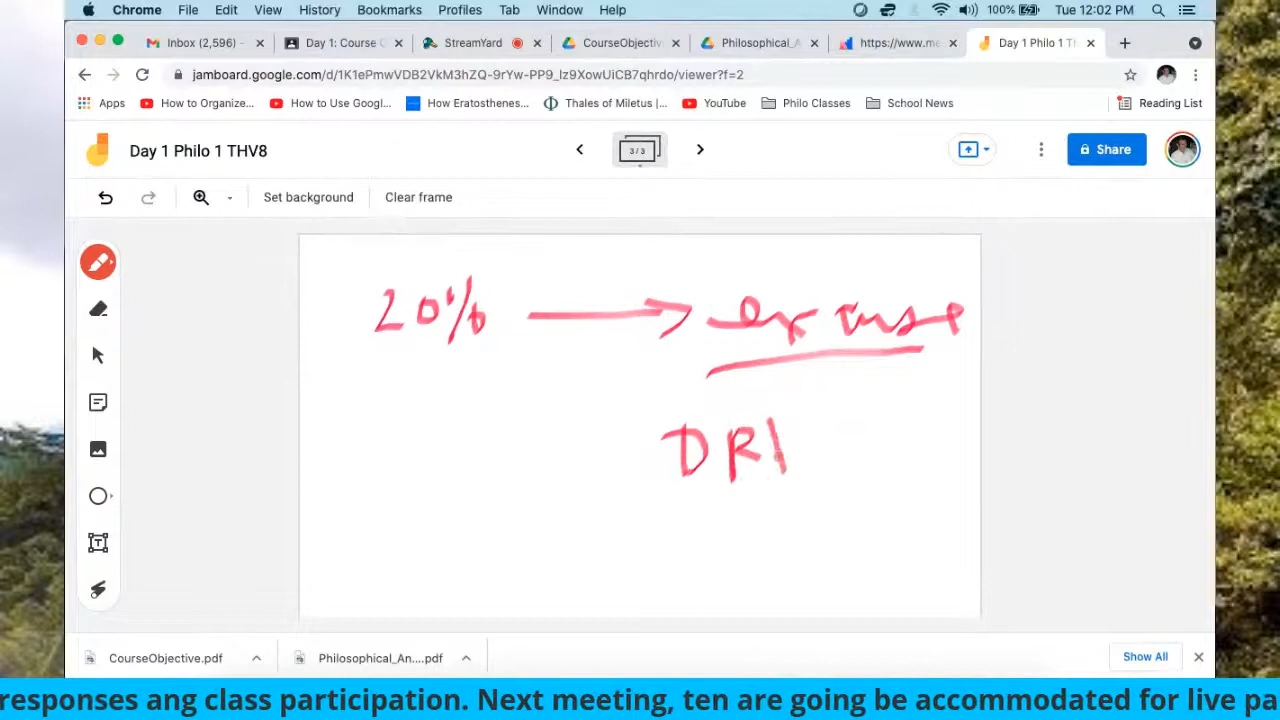 Chrome File Edit View History Bookmarks Profiles Tab Window Help 100% Tue 12:02 PM
Inbox (2,596) - Day 1: Course C StreamYard CourseObjectiv Philosophical_A https://www.me Day 1 Philo 1 TH
jamboard.google.com/d/1K1ePmwVDB2VkM3hZQ-9rYw-PP9_Iz9XowUiCB7qhrdo/viewer?f=2
Apps How to Organize... How to Use Googl... How Eratosthenes... Thales of Miletus |... YouTube Philo Classes School News Reading List
Day 1 Philo 1 THV8 3 / 3 Share
Set background Clear frame
20%
DRI
CourseObjective.pdf Philosophical_An....pdf Show All
responses ang class participation. Next meeting, ten are going be accommodated for live pa